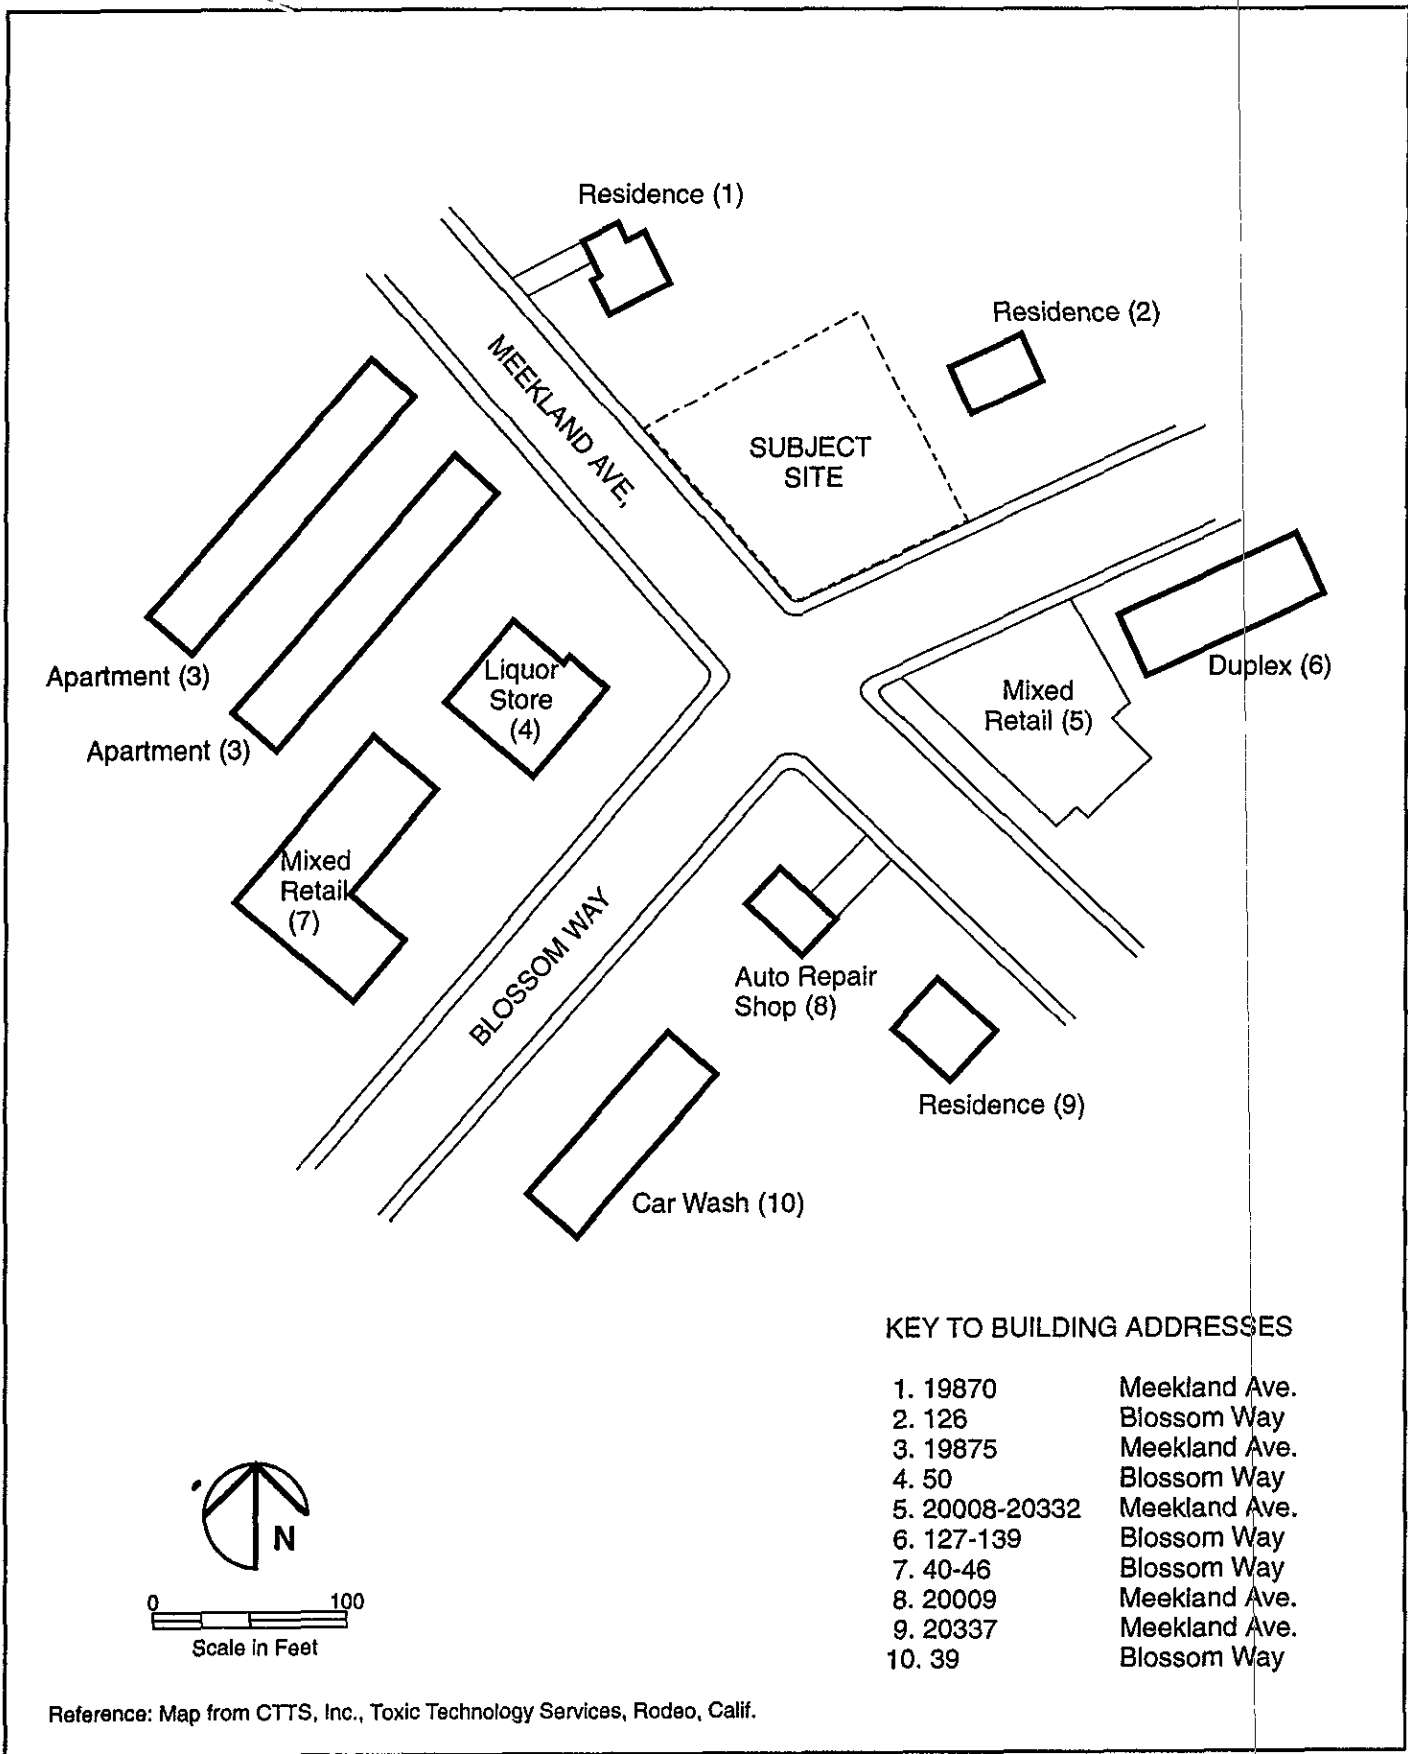 Residence (1)
Residence (2)
MEEKLAND AVE,
SUBJECT
SITE
Apartment (3)
Liquor
Store
(4)
Mixed
Retail (5)
Duplex (6)
Apartment (3)
Mixed
Retail
(7)
BLOSSOM WAY
Auto Repair
Shop (8)
Residence (9)
Car Wash (10)
KEY TO BUILDING ADDRESSES
1. 19870 Meekland Ave.
2. 126 Blossom Way
3. 19875 Meekland Ave.
4. 50 Blossom Way
5. 20008-20332 Meekland Ave.
6. 127-139 Blossom Way
7. 40-46 Blossom Way
8. 20009 Meekland Ave.
9. 20337 Meekland Ave.
10. 39 Blossom Way
N
0 100
Scale in Feet
Reference: Map from CTTS, Inc., Toxic Technology Services, Rodeo, Calif.